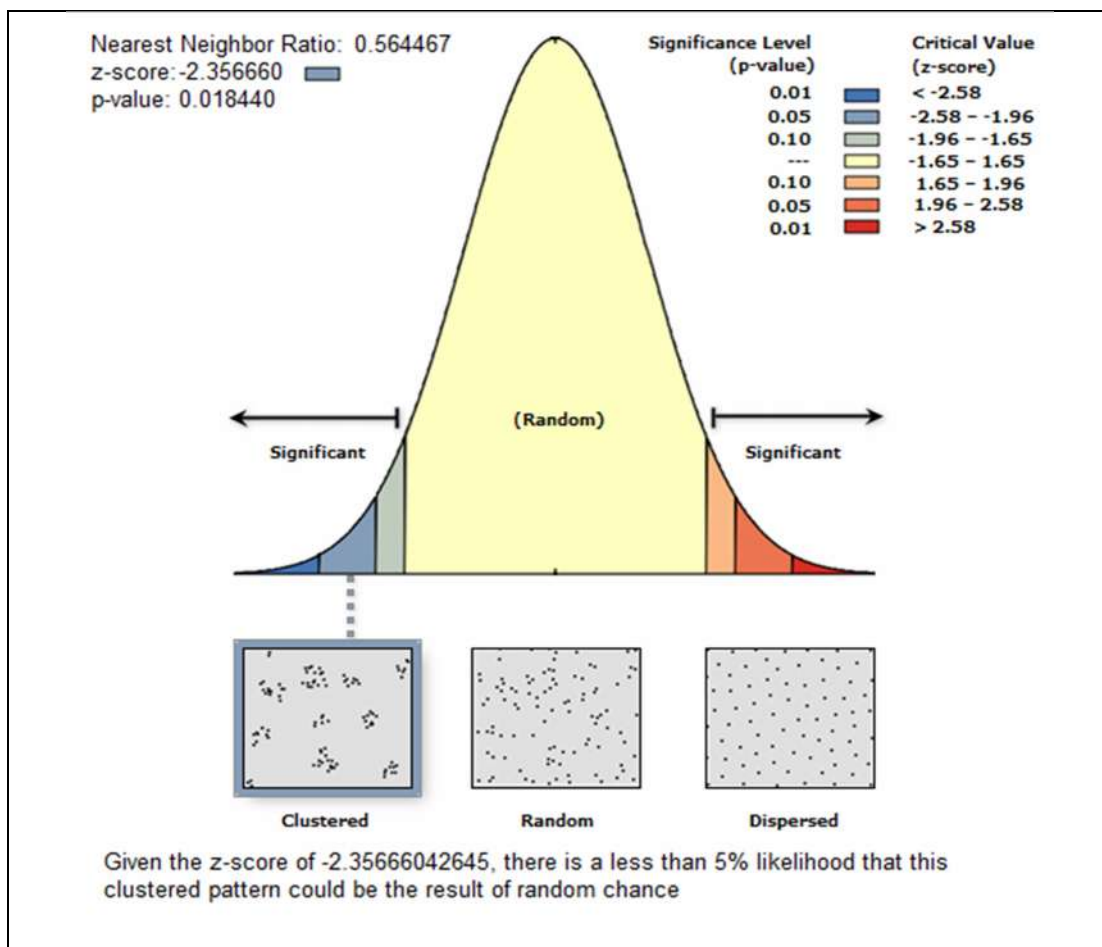 Nearest Neighbor Ratio: 0.564467
z-score: -2.356660
p-value: 0.018440
Significance Level
(p-value)
Critical Value
(z-score)
0.01 < -2.58
0.05 -2.58 – -1.96
0.10 -1.96 – -1.65
--- -1.65 – 1.65
0.10 1.65 – 1.96
0.05 1.96 – 2.58
0.01 > 2.58
(Random)
Significant
Significant
Clustered
Random
Dispersed
Given the z-score of -2.35666042645, there is a less than 5% likelihood that this
clustered pattern could be the result of random chance